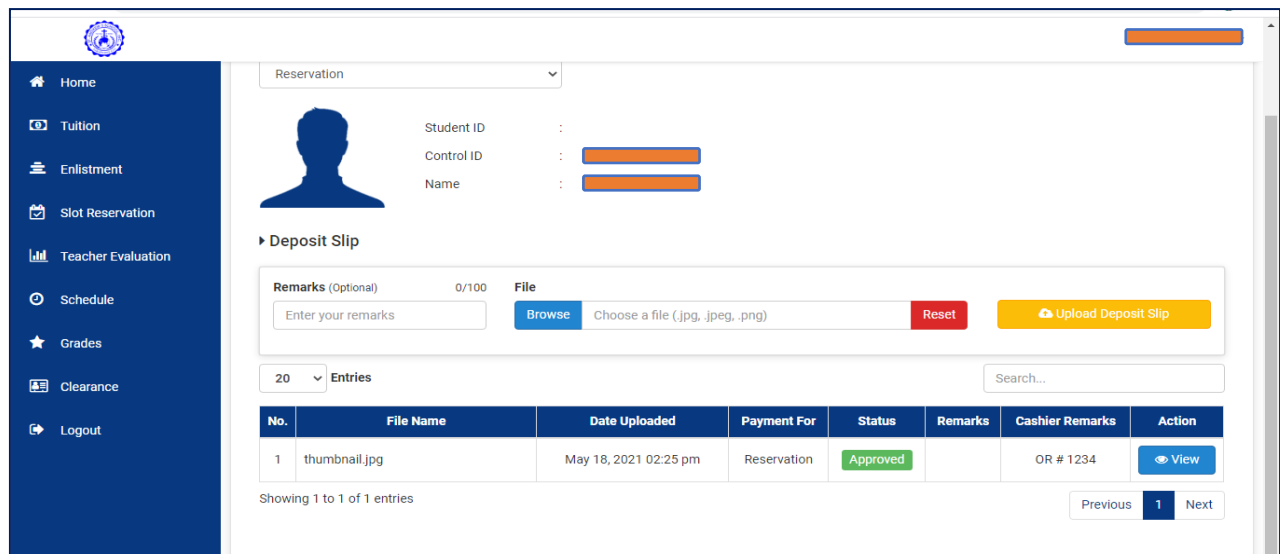 Home
Tuition
Enlistment
Slot Reservation
Teacher Evaluation
Schedule
Grades
Clearance
Logout
Reservation
Student ID :
Control ID :
Name :
Deposit Slip
Remarks (Optional) 0/100 File
Enter your remarks Browse Choose a file (.jpg, .jpeg, .png) Reset Upload Deposit Slip
20 Entries Search...
No. File Name Date Uploaded Payment For Status Remarks Cashier Remarks Action
1 thumbnail.jpg May 18, 2021 02:25 pm Reservation Approved OR # 1234 View
Showing 1 to 1 of 1 entries
Previous 1 Next